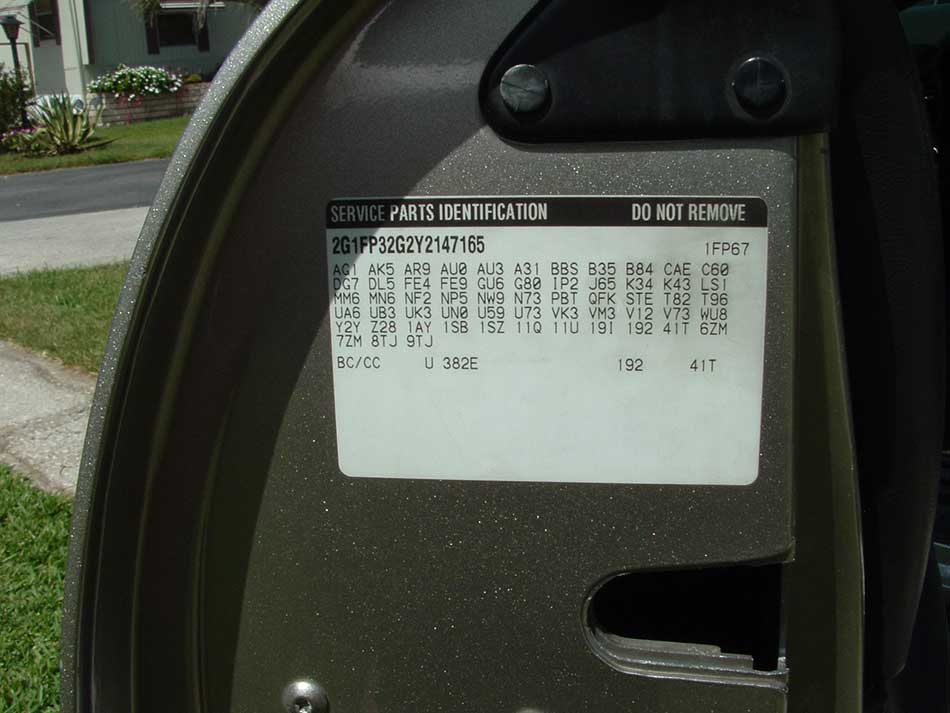 SERVICE PARTS IDENTIFICATION DO NOT REMOVE
2G1FP32G2Y2147165 1FP67
AG1 AK5 AR9 AU0 AU3 A31 BBS B35 B84 CAE C60
DG7 DL5 FE4 FE9 GU6 G80 IP2 J65 K34 K43 LS1
MM6 MN6 NF2 NP5 NW9 N73 PBT QFK STE T82 T96
UA6 UB3 UK3 UN0 U59 U73 VK3 VM3 V12 V73 WU8
Y2Y Z28 1AY 1SB 1SZ 11Q 11U 19I 192 41T 6ZM
7ZM 8TJ 9TJ
BC/CC U 382E 192 41T